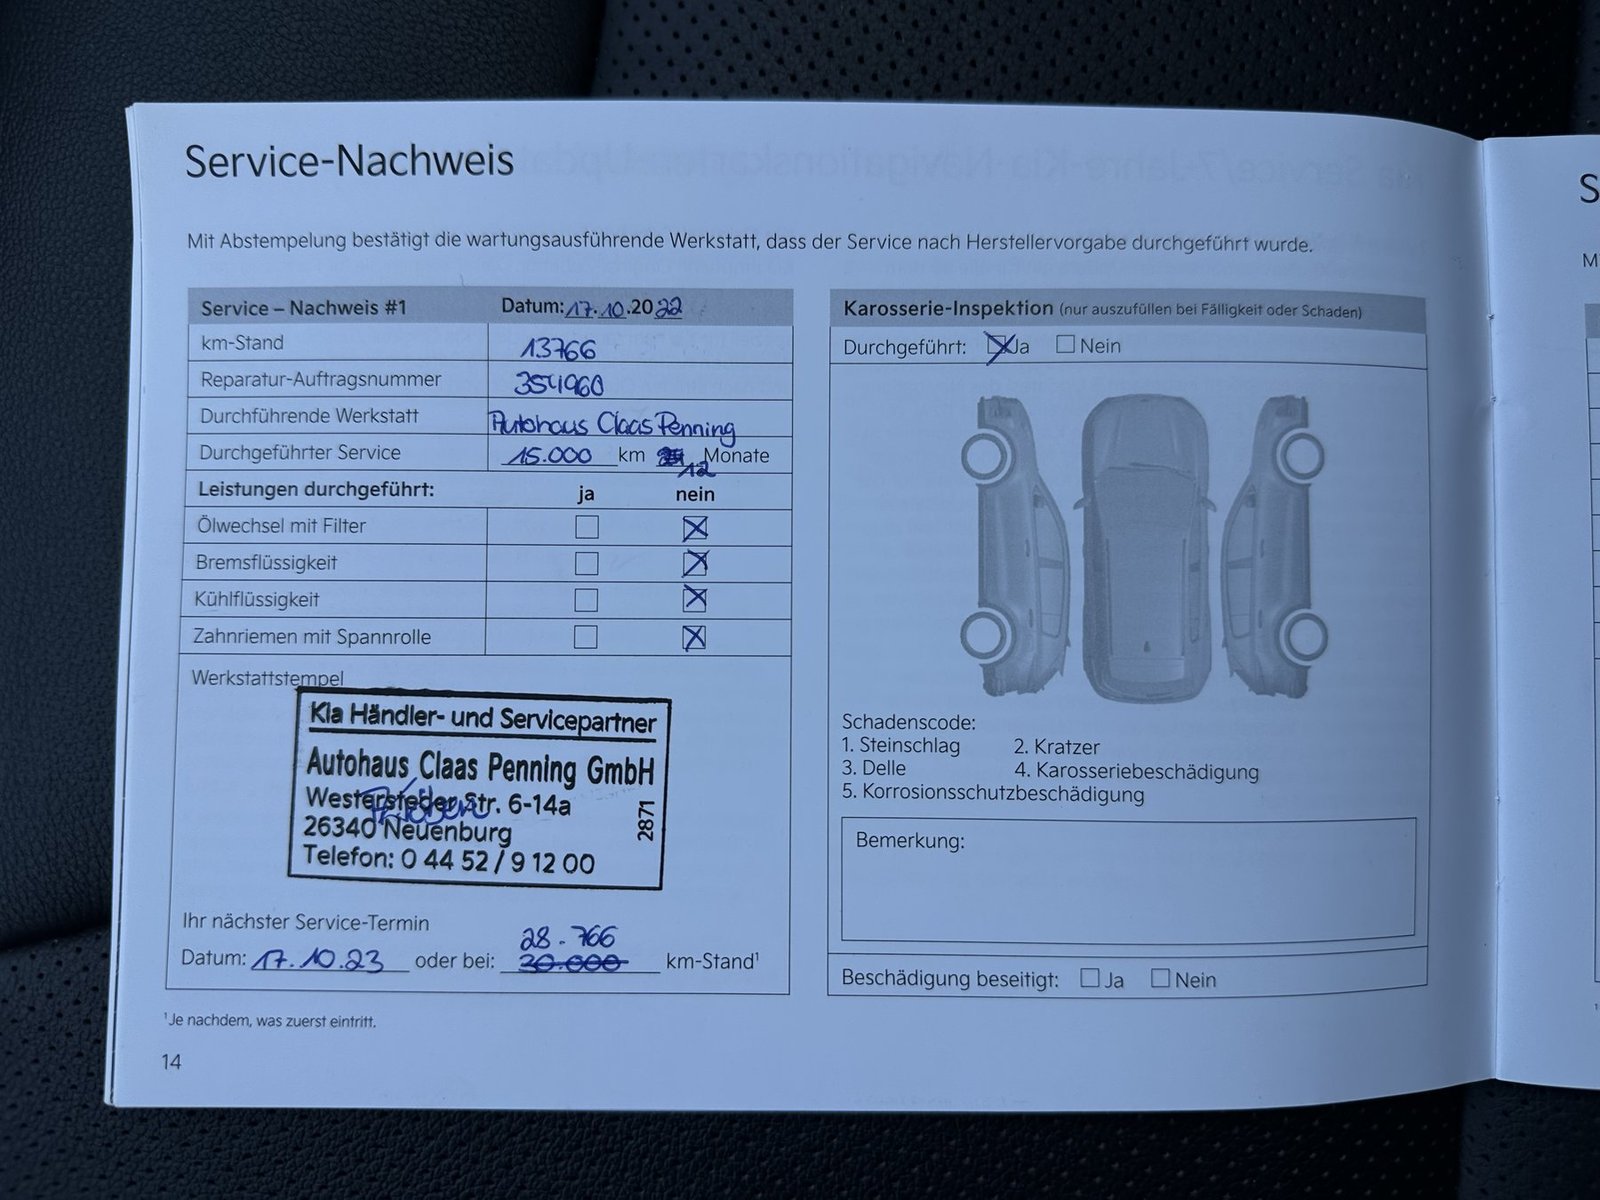 Service-Nachweis
Mit Abstempelung bestätigt die wartungsausführende Werkstatt, dass der Service nach Herstellervorgabe durchgeführt wurde.
Service – Nachweis #1 Datum: 17.10.2022
km-Stand 13766
Reparatur-Auftragsnummer 354960
Durchführende Werkstatt Autohaus Claas Penning
Durchgeführter Service 15.000 km 12 Monate
Leistungen durchgeführt: ja nein
Ölwechsel mit Filter
Bremsflüssigkeit
Kühlflüssigkeit
Zahnriemen mit Spannrolle
Werkstattstempel
Kia Händler- und Servicepartner
Autohaus Claas Penning GmbH
Westersteder Str. 6-14a
26340 Neuenburg
Telefon: 0 44 52 / 9 12 00
2871
Ihr nächster Service-Termin
28.766
Datum: 17.10.23 oder bei: 30.000 km-Stand¹
¹Je nachdem, was zuerst eintritt.
14
Karosserie-Inspektion (nur auszufüllen bei Fälligkeit oder Schaden)
Durchgeführt: Ja Nein
Schadenscode:
1. Steinschlag 2. Kratzer
3. Delle 4. Karosseriebeschädigung
5. Korrosionsschutzbeschädigung
Bemerkung:
Beschädigung beseitigt: Ja Nein